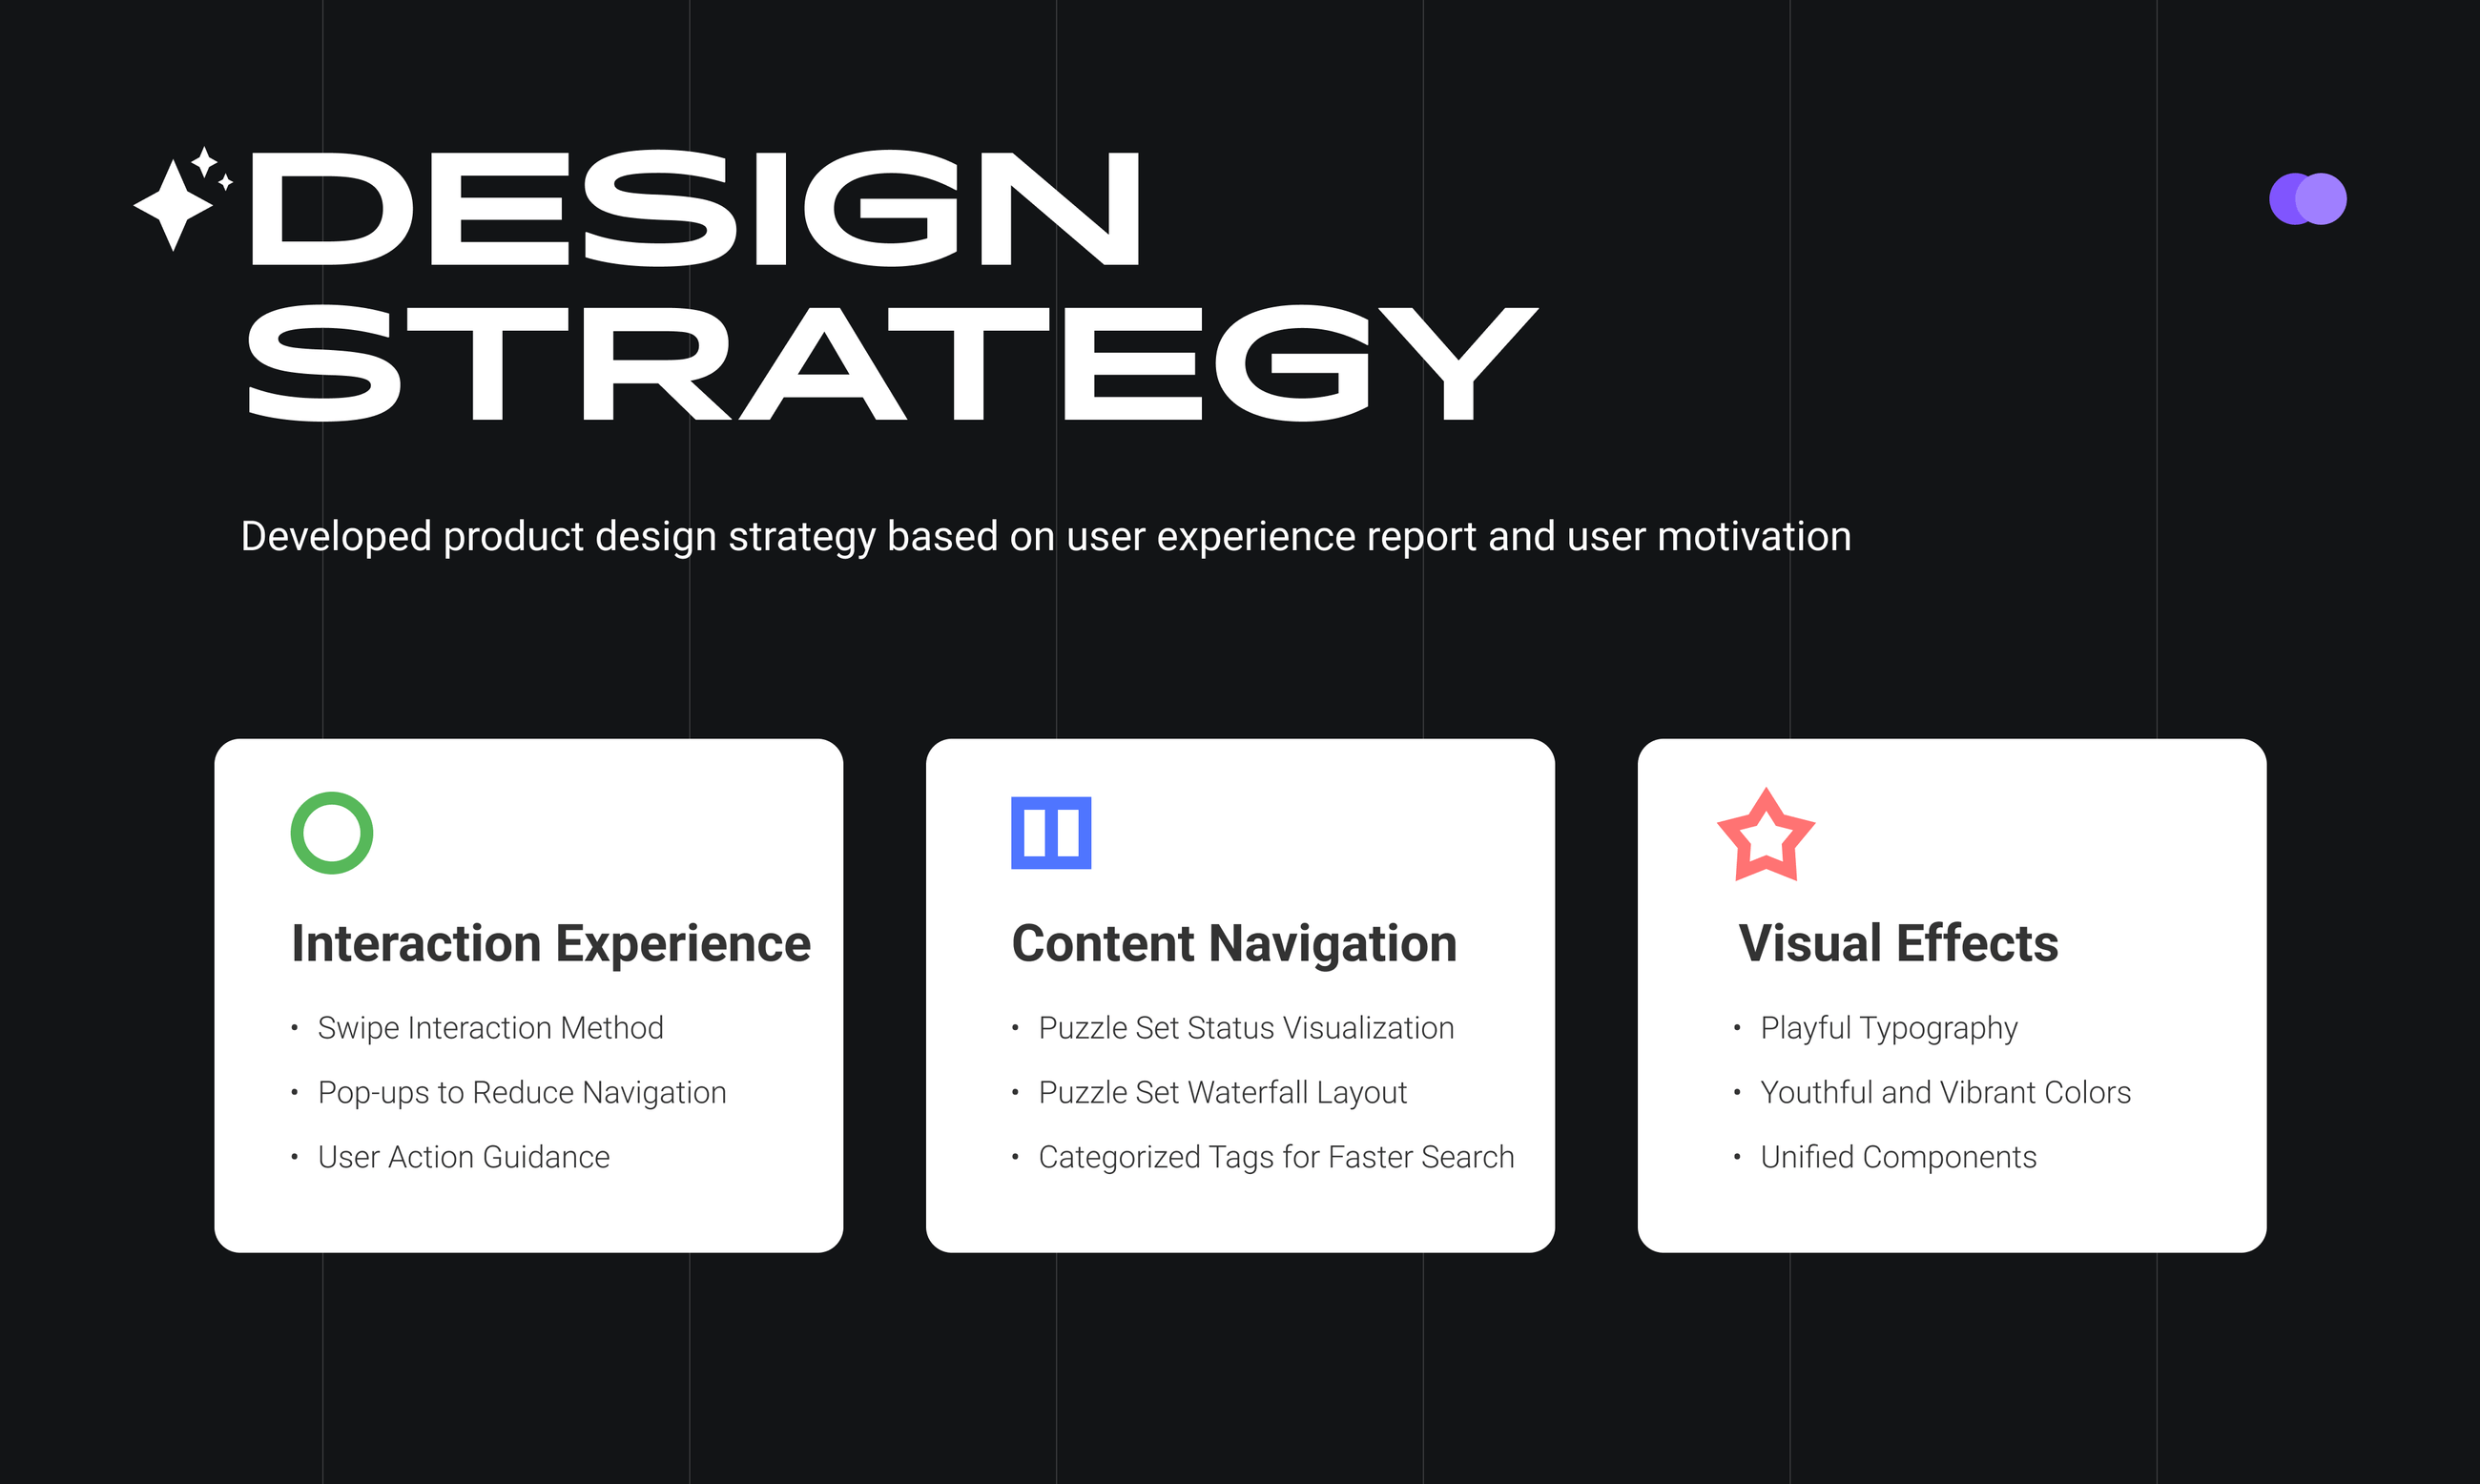 DESIGN
STRATEGY
Developed product design strategy based on user experience report and user motivation
Interaction Experience
• Swipe Interaction Method
• Pop-ups to Reduce Navigation
• User Action Guidance
Content Navigation
• Puzzle Set Status Visualization
• Puzzle Set Waterfall Layout
• Categorized Tags for Faster Search
Visual Effects
• Playful Typography
• Youthful and Vibrant Colors
• Unified Components